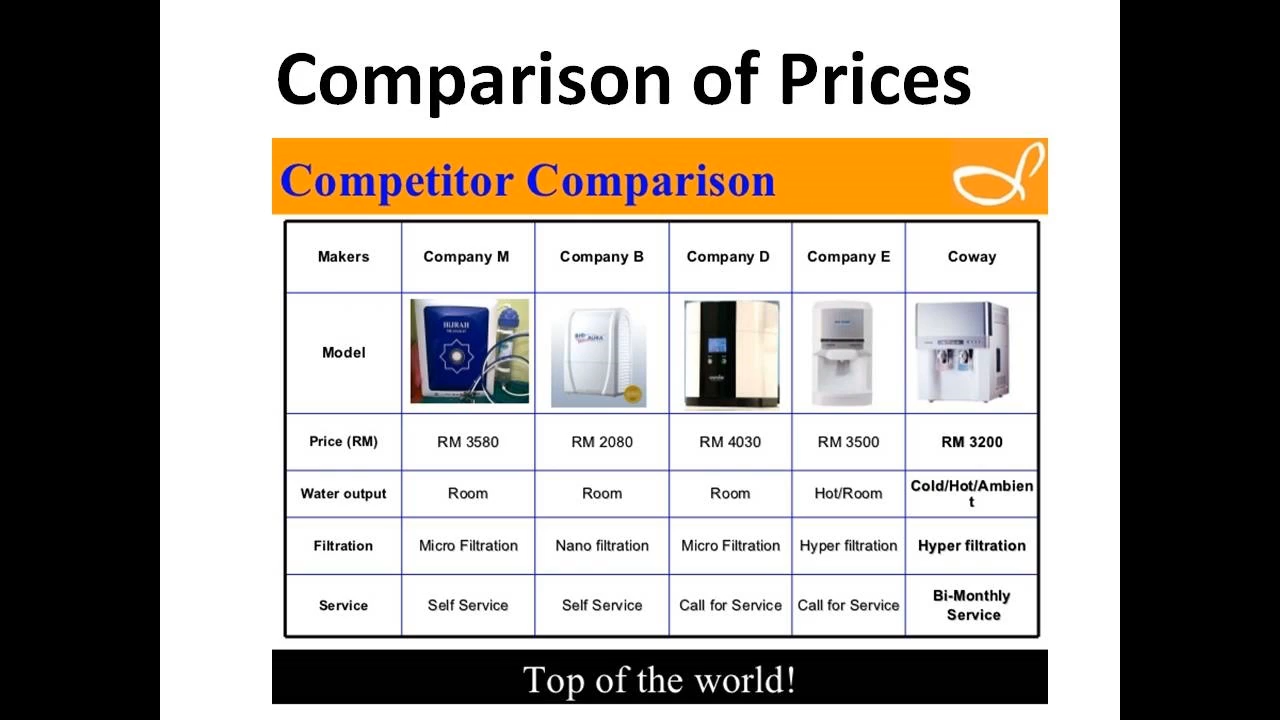 Comparison of Prices
Competitor Comparison
Makers Company M Company B Company D Company E Coway
Model
HIJRAH
Price (RM) RM 3580 RM 2080 RM 4030 RM 3500 RM 3200
Water output Room Room Room Hot/Room Cold/Hot/Ambien
t
Filtration Micro Filtration Nano filtration Micro Filtration Hyper filtration Hyper filtration
Service Self Service Self Service Call for Service Call for Service Bi-Monthly
Service
Top of the world!